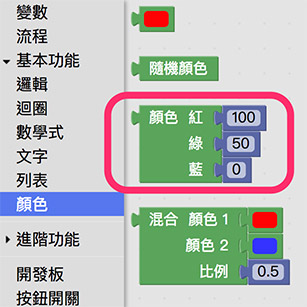 變數
流程
基本功能
邏輯
迴圈
數學式
文字
列表
顏色
進階功能
開發板
按鈕開關
隨機顏色
顏色 紅 100
綠 50
藍 0
混合 顏色 1
顏色 2
比例 0.5